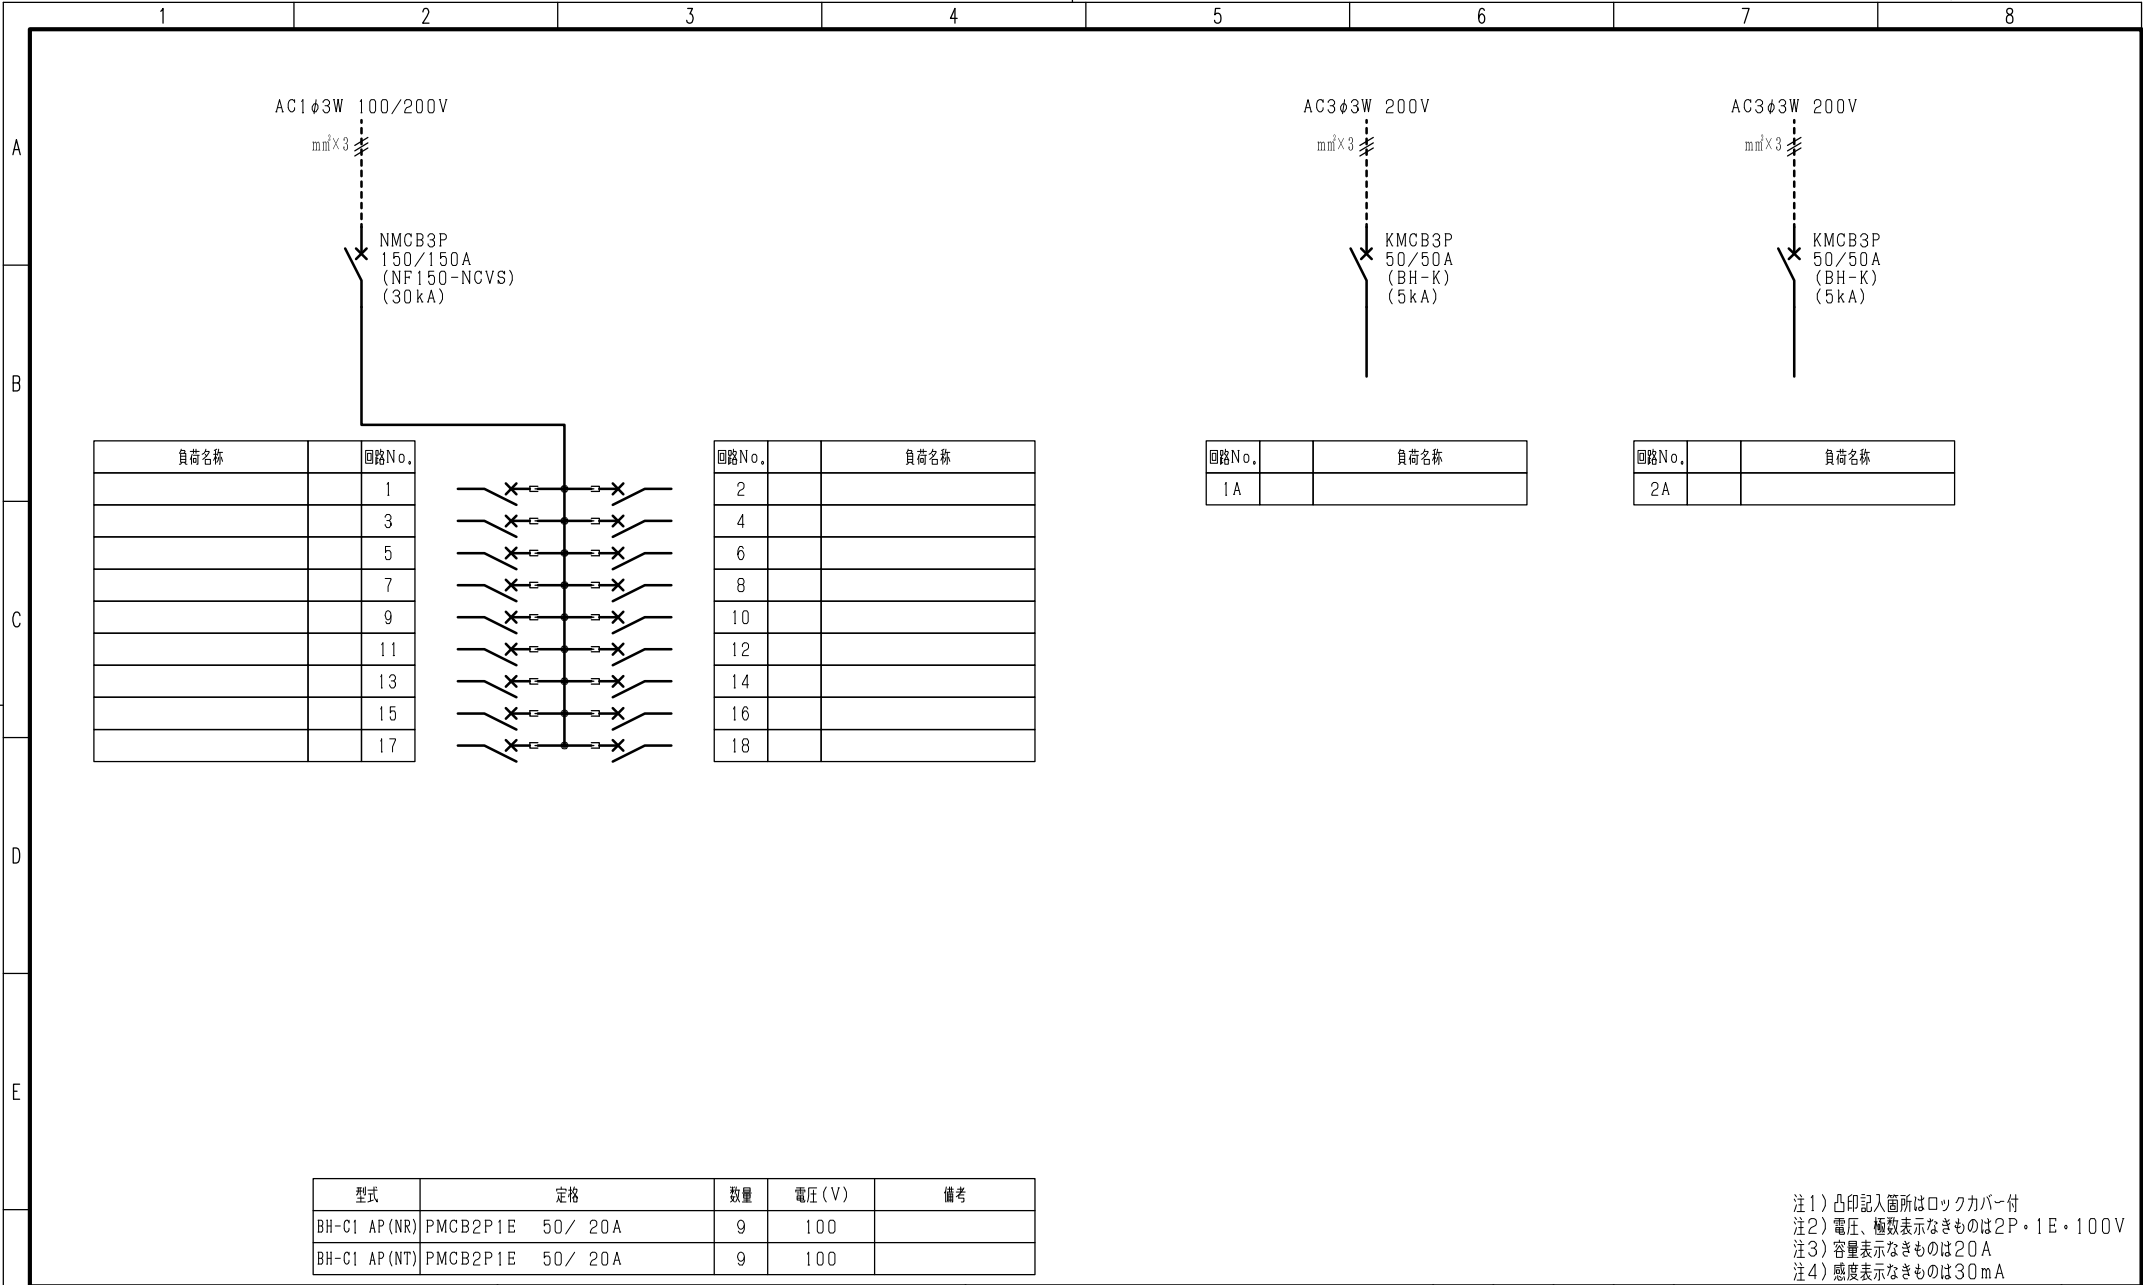 1 2 3 4 5 6 7 8
A
B
C
D
E
AC1φ3W 100/200V
mm²×3
NMCB3P
150/150A
(NF150-NCVS)
(30kA)
AC3φ3W 200V
mm²×3
KMCB3P
50/50A
(BH-K)
(5kA)
AC3φ3W 200V
mm²×3
KMCB3P
50/50A
(BH-K)
(5kA)
負荷名称 回路No.
1
3
5
7
9
11
13
15
17
回路No. 負荷名称
2
4
6
8
10
12
14
16
18
回路No. 負荷名称
1A
回路No. 負荷名称
2A
型式 定格 数量 電圧(V) 備考
BH-C1 AP(NR) PMCB2P1E 50/ 20A 9 100
BH-C1 AP(NT) PMCB2P1E 50/ 20A 9 100
注1)凸印記入箇所はロックカバー付
注2)電圧、極数表示なきものは2P・1E・100V
注3)容量表示なきものは20A
注4)感度表示なきものは30mA